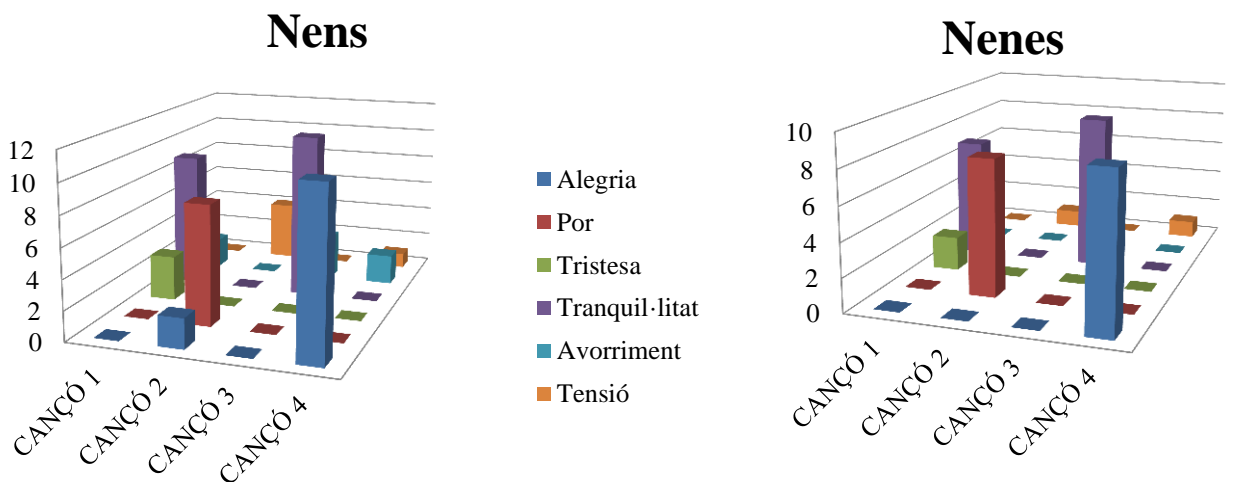 Nens
12
10
8
6
4
2
0
CANÇÓ 1
CANÇÓ 2
CANÇÓ 3
CANÇÓ 4
Alegria
Por
Tristesa
Tranquil·litat
Avorriment
Tensió
Nenes
10
8
6
4
2
0
CANÇÓ 1
CANÇÓ 2
CANÇÓ 3
CANÇÓ 4